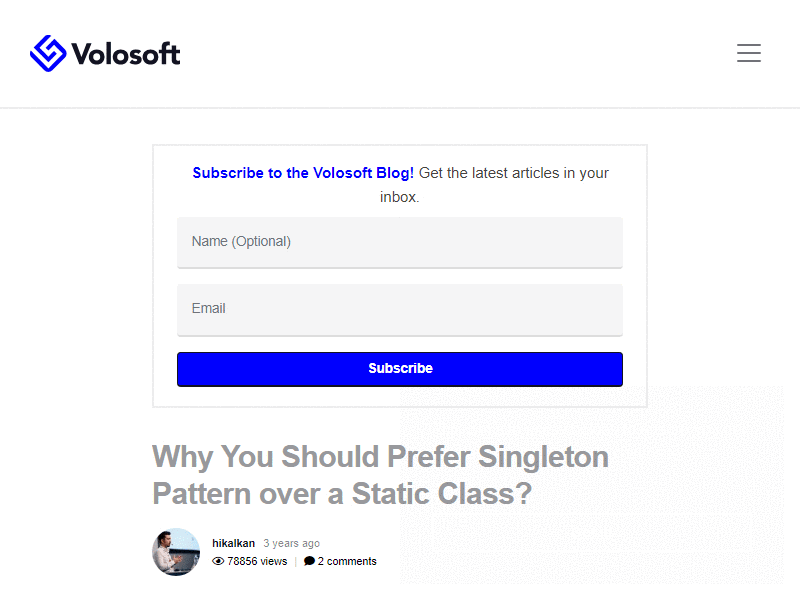 Volosoft
Subscribe to the Volosoft Blog! Get the latest articles in your
inbox.
Name (Optional)
Email
Subscribe
Why You Should Prefer Singleton
Pattern over a Static Class?
hikalkan 3 years ago
78856 views | 2 comments